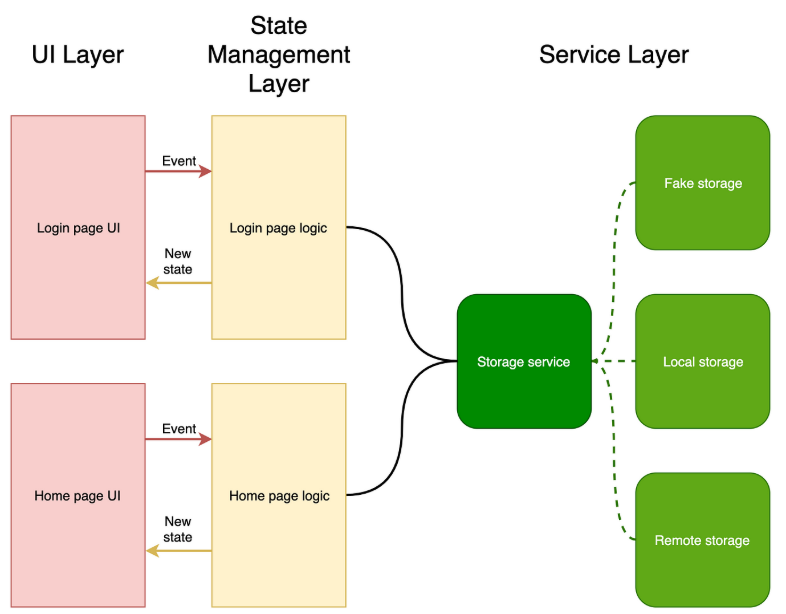 State
UI Layer
Management
Service Layer
Layer
Event
Login page UI
Login page logic
New
state
Fake storage
Storage service
Local storage
Event
Home page UI
Home page logic
New
state
Remote storage